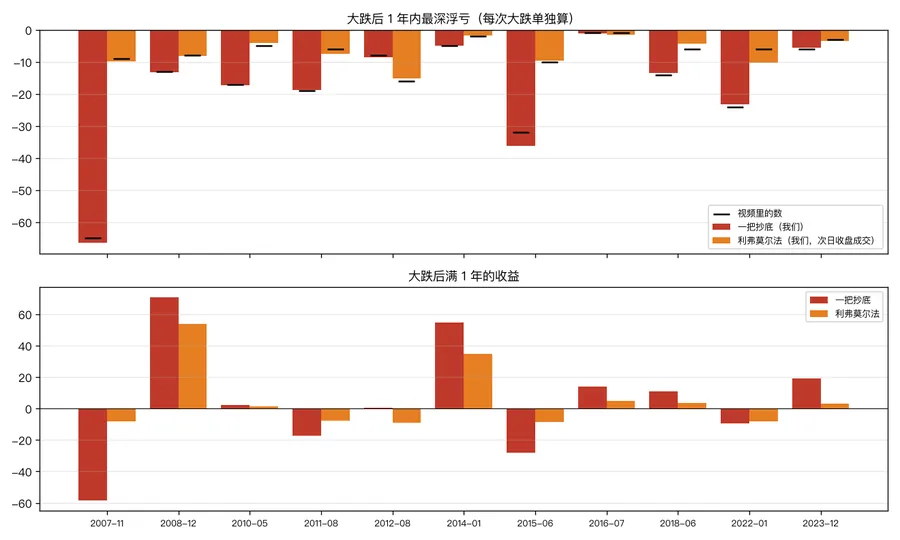 大跌后 1 年内最深浮亏（每次大跌单独算）
0
−10
−20
−30
−40
−50
−60
视频里的数
一把抄底（我们）
利弗莫尔法（我们，次日收盘成交）
大跌后满 1 年的收益
60
40
20
0
−20
−40
−60
一把抄底
利弗莫尔法
2007−11 2008−12 2010−05 2011−08 2012−08 2014−01 2015−06 2016−07 2018−06 2022−01 2023−12